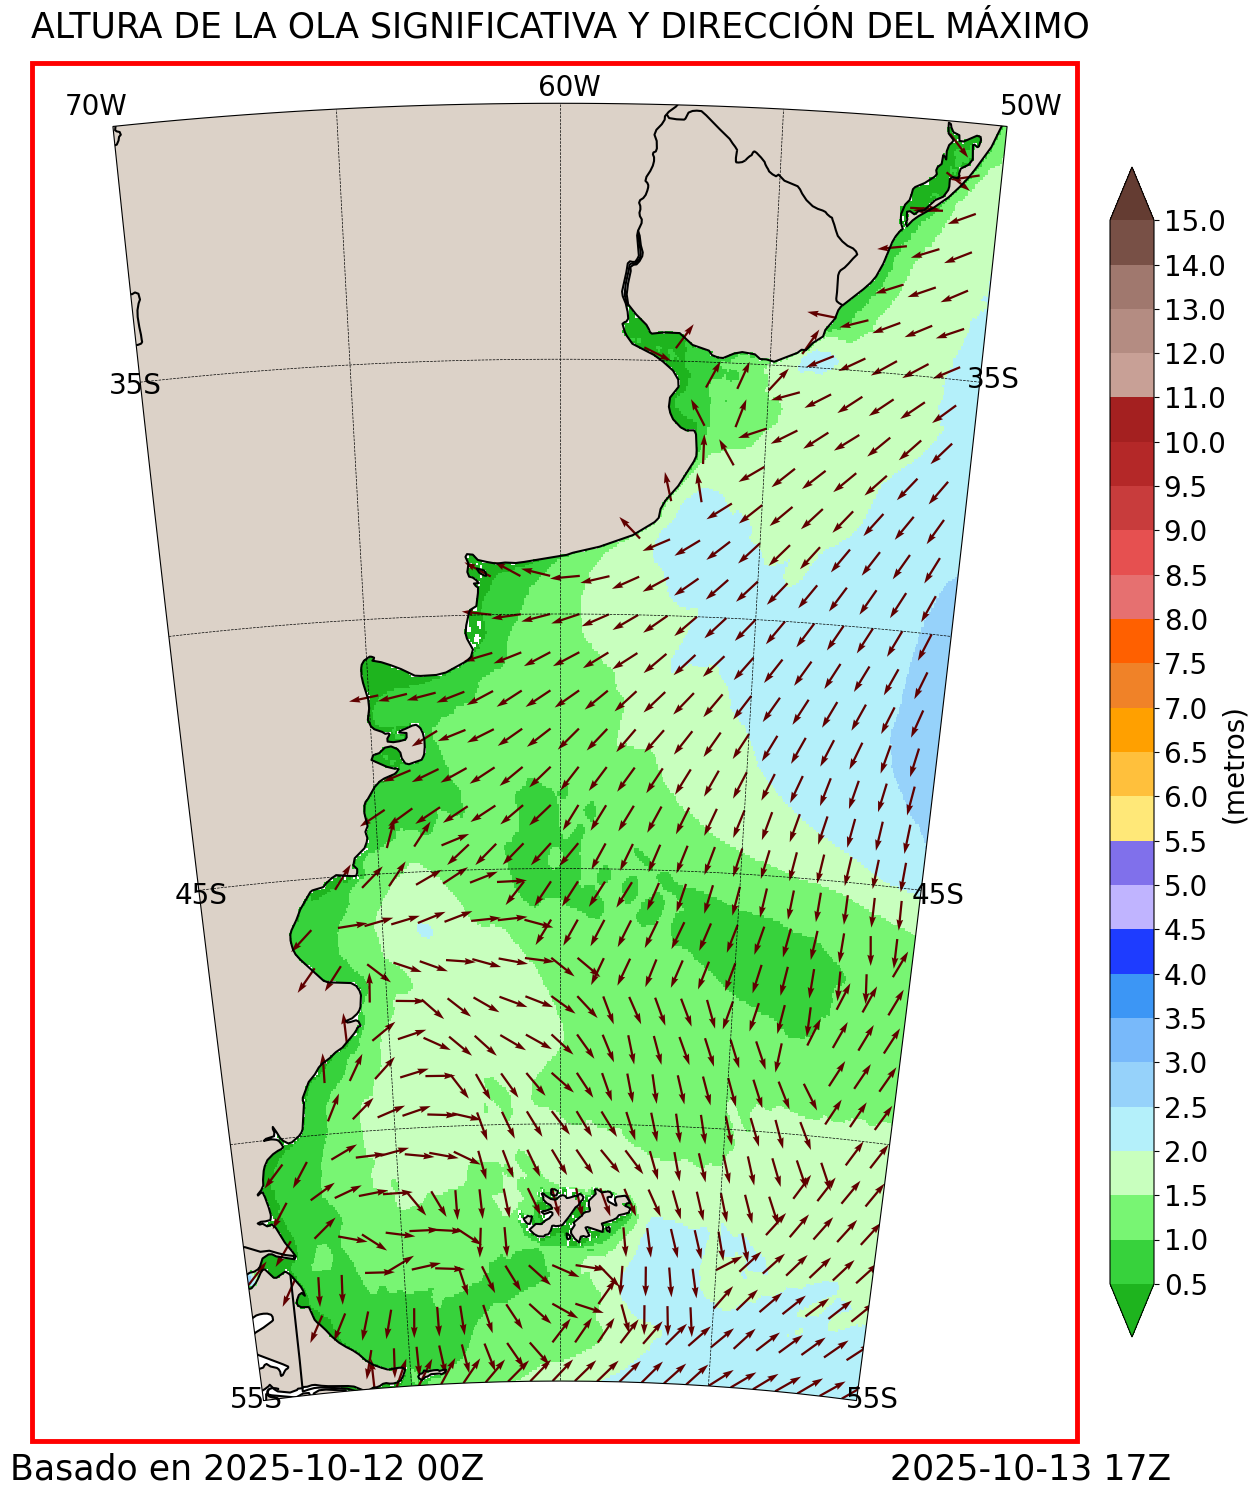 ALTURA DE LA OLA SIGNIFICATIVA Y DIRECCIÓN DEL MÁXIMO
70W
60W
50W
35S
35S
45S
45S
55S
55S
15.0
14.0
13.0
12.0
11.0
10.0
9.5
9.0
8.5
8.0
7.5
7.0
6.5
6.0
5.5
5.0
4.5
4.0
3.5
3.0
2.5
2.0
1.5
1.0
0.5
(metros)
Basado en 2025-10-12 00Z
2025-10-13 17Z